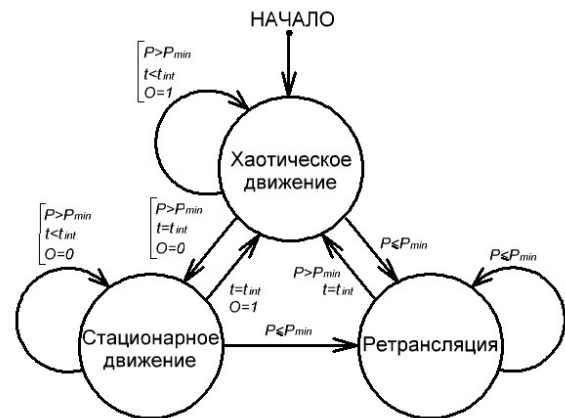 НАЧАЛО
P>Pmin
t<tint
O=1
Хаотическое
движение
P>Pmin
t=tint
O=0
P>Pmin
t<tint
O=0
P⩽Pmin
P⩽Pmin
P>Pmin
t=tint
t=tint
O=1
P⩽Pmin
Стационарное
движение
Ретрансляция